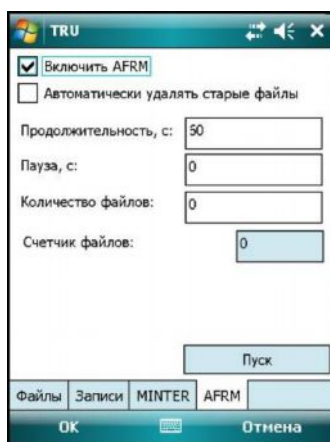 TRU
Включить AFRM
Автоматически удалять старые файлы
Продолжительность, с: 50
Пауза, с: 0
Количество файлов: 0
Счетчик файлов: 0
Пуск
Файлы Записи MINTER AFRM
OK Отмена